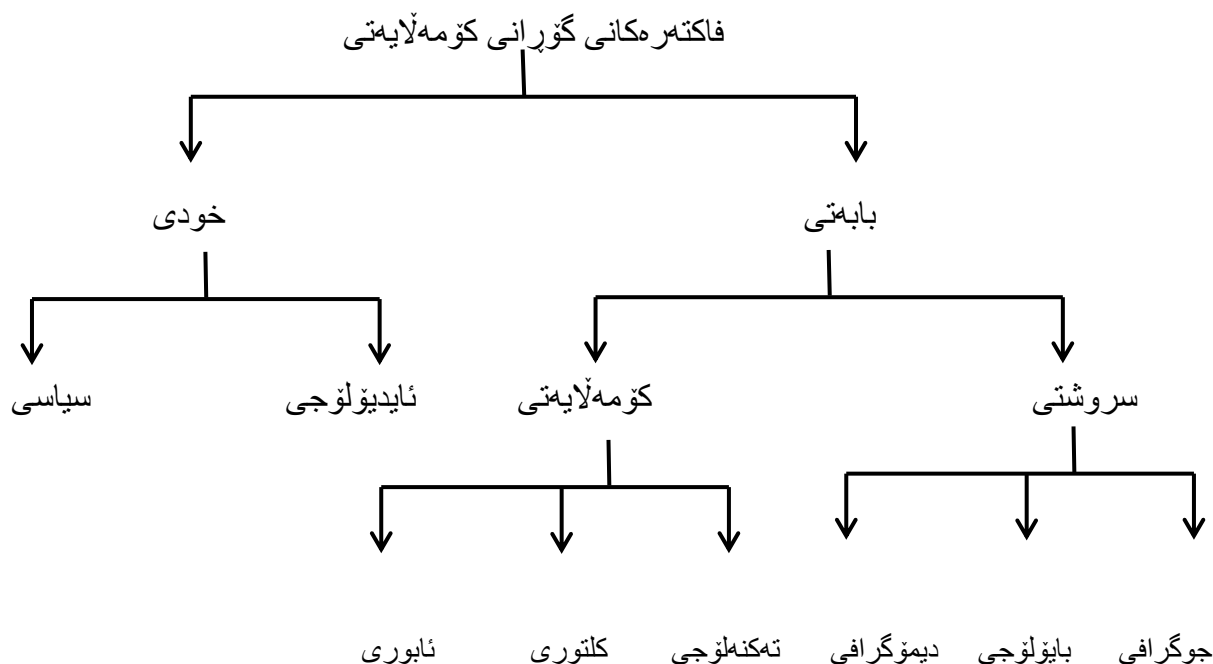 فاکتەرەکانی گۆڕانی کۆمەڵایەتی
بابەتی خودی
سروشتی کۆمەڵایەتی ئایدیۆلۆجی سیاسی
جوگرافی بایۆلۆجی دیمۆگرافی تەکنەلۆجی کلتوری ئابوری